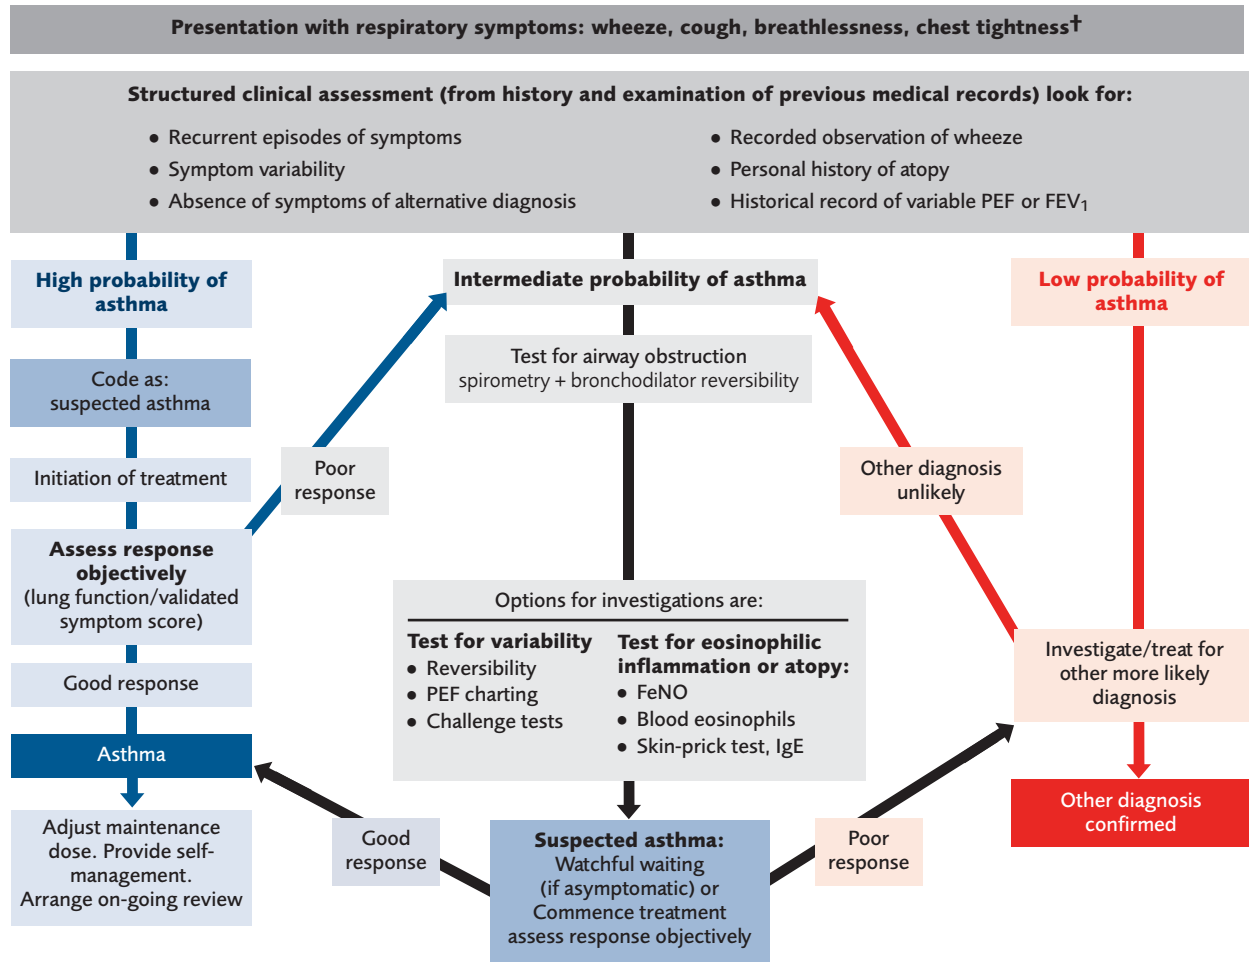 Presentation with respiratory symptoms: wheeze, cough, breathlessness, chest tightness†
Structured clinical assessment (from history and examination of previous medical records) look for:
• Recurrent episodes of symptoms
• Symptom variability
• Absence of symptoms of alternative diagnosis
• Recorded observation of wheeze
• Personal history of atopy
• Historical record of variable PEF or FEV1
High probability of
asthma
Code as:
suspected asthma
Initiation of treatment
Assess response
objectively
(lung function/validated
symptom score)
Good response
Asthma
Adjust maintenance
dose. Provide self-
management.
Arrange on-going review
Poor
response
Intermediate probability of asthma
Test for airway obstruction
spirometry + bronchodilator reversibility
Options for investigations are:
Test for variability
• Reversibility
• PEF charting
• Challenge tests
Test for eosinophilic
inflammation or atopy:
• FeNO
• Blood eosinophils
• Skin-prick test, IgE
Good
response
Suspected asthma:
Watchful waiting
(if asymptomatic) or
Commence treatment
assess response objectively
Poor
response
Low probability of
asthma
Other diagnosis
unlikely
Investigate/treat for
other more likely
diagnosis
Other diagnosis
confirmed